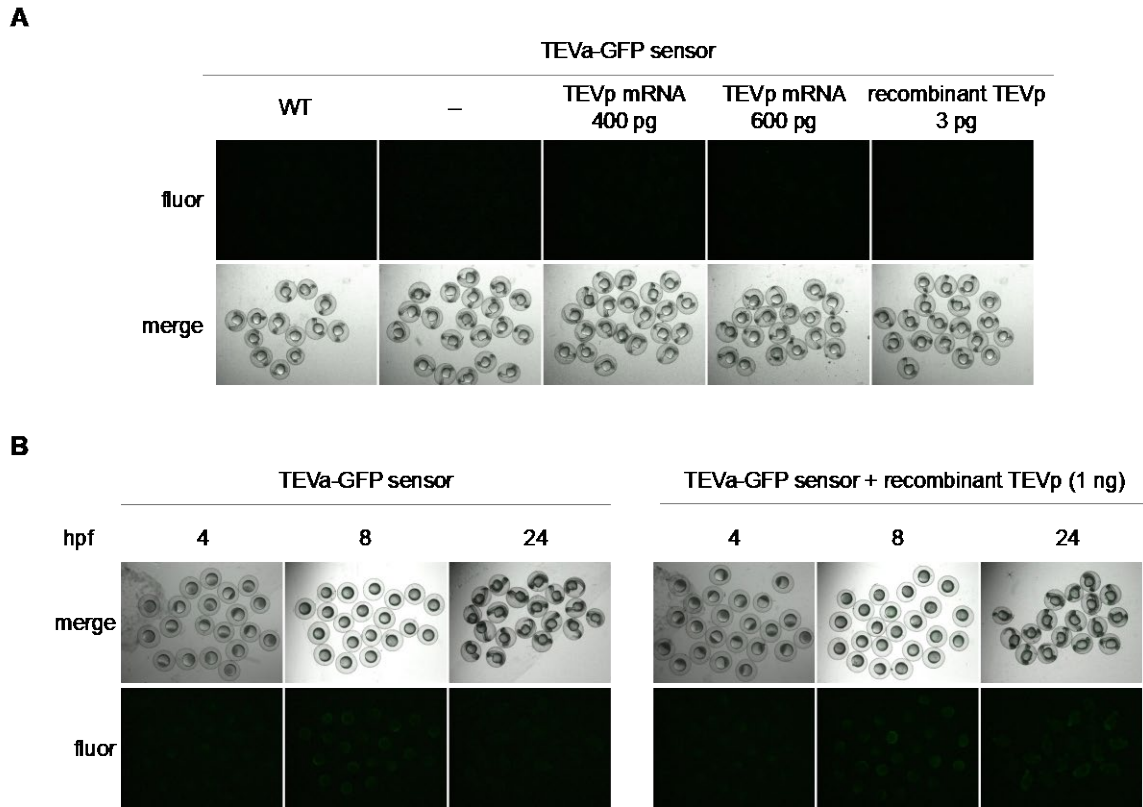 A
TEVa-GFP sensor
WT
–
TEVp mRNA 400 pg
TEVp mRNA 600 pg
recombinant TEVp 3 pg
fluor
merge
B
TEVa-GFP sensor
TEVa-GFP sensor + recombinant TEVp (1 ng)
hpf 4 8 24 4 8 24
merge
fluor